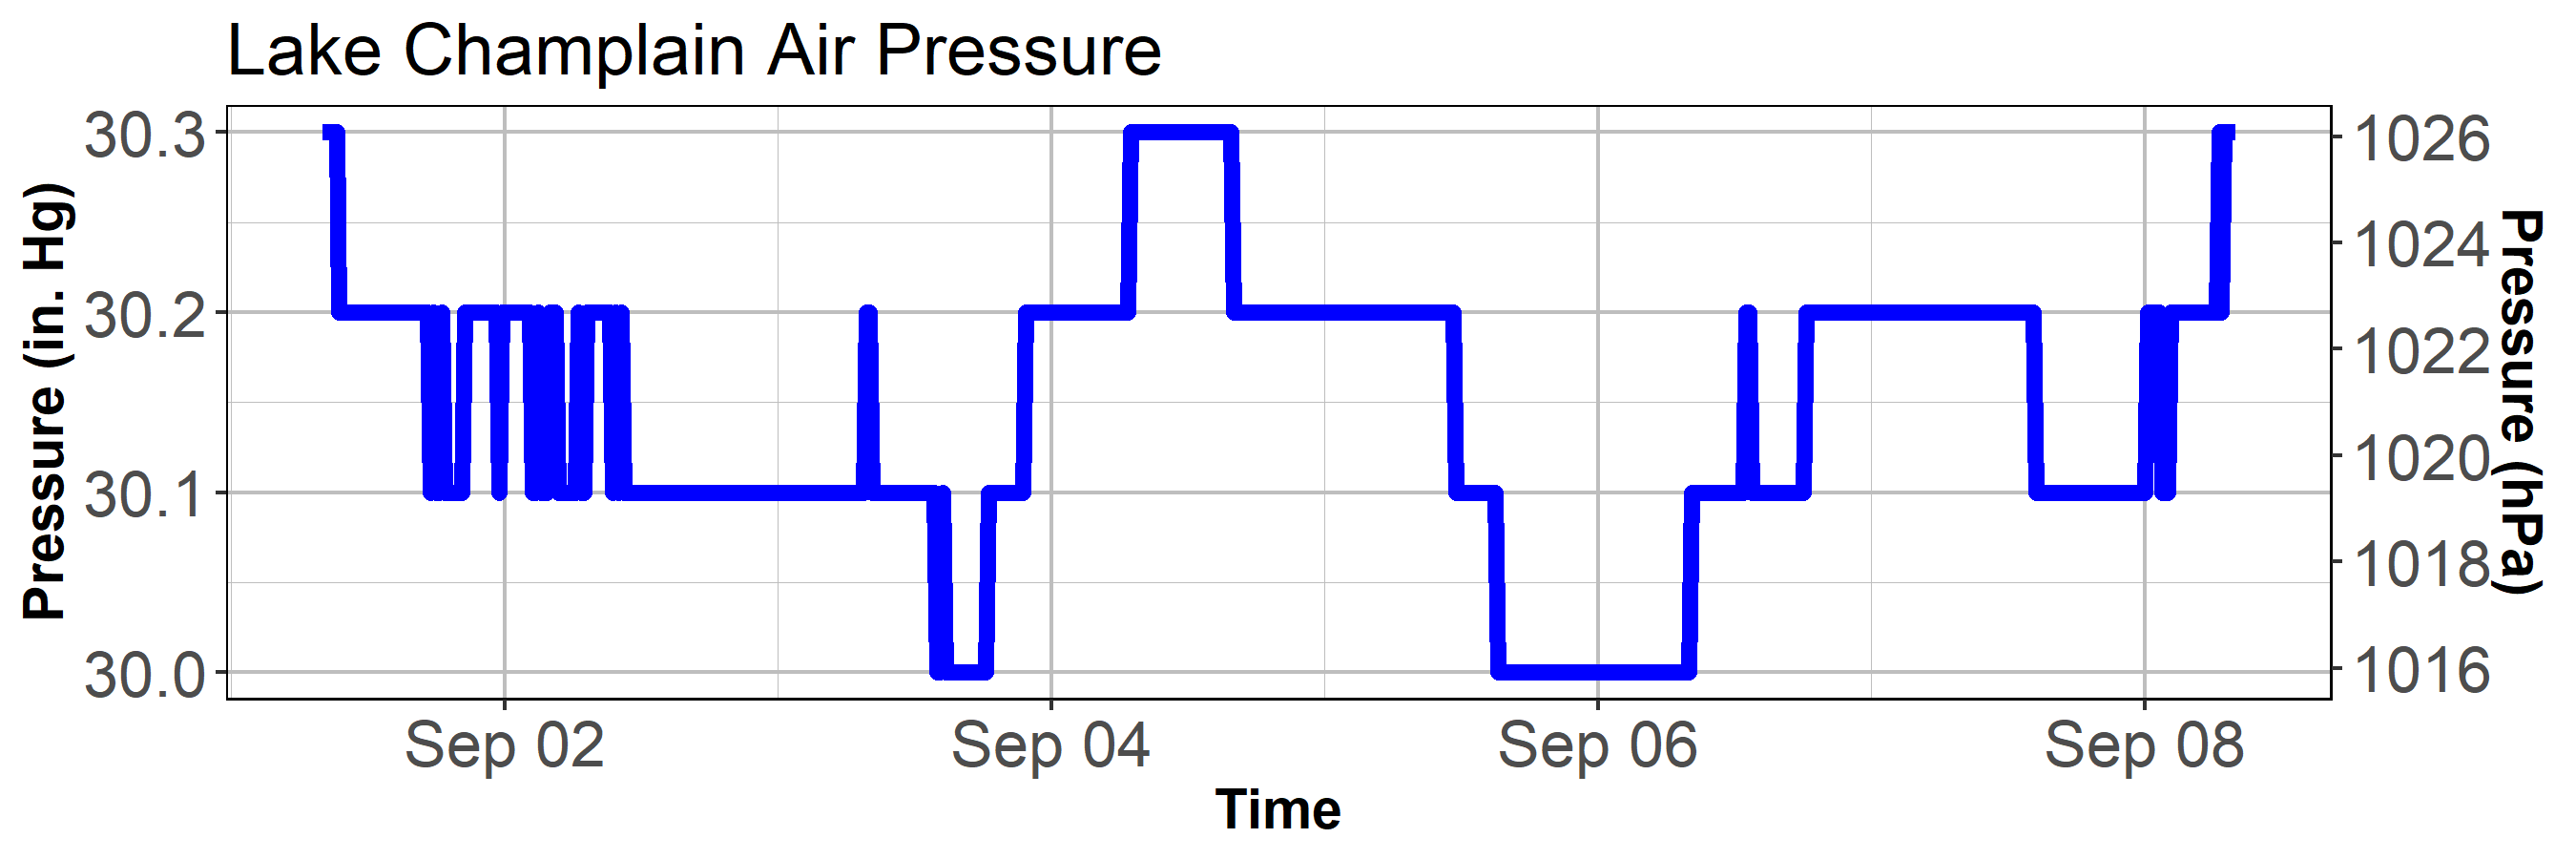 Lake Champlain Air Pressure
Pressure (in. Hg)
30.3
30.2
30.1
30.0
1026
1024
1022
1020
1018
1016
Pressure (hPa)
Sep 02 Sep 04 Sep 06 Sep 08
Time